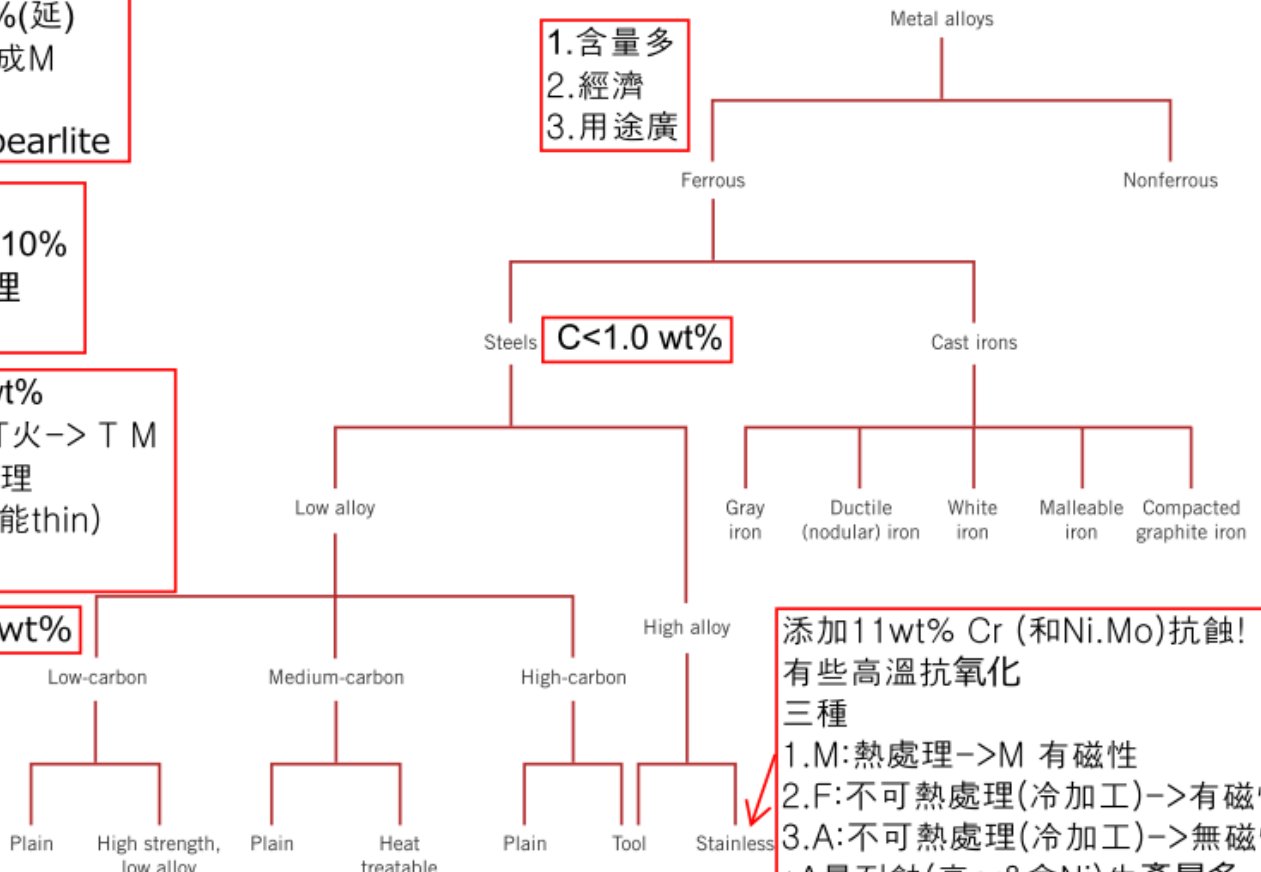 %(延)
成M
pearlite
10%
理
wt%
火-> T M
理
能thin)
wt%
1.含量多
2.經濟
3.用途廣
Metal alloys
Ferrous
Nonferrous
Steels
C<1.0 wt%
Cast irons
Low alloy
Gray
iron
Ductile
(nodular) iron
White
iron
Malleable
iron
Compacted
graphite iron
High alloy
Low-carbon
Medium-carbon
High-carbon
Plain
High strength,
low alloy
Plain
Heat
treatable
Plain
Tool
Stainless
添加11wt% Cr (和Ni.Mo)抗蝕!
有些高溫抗氧化
三種
1.M:熱處理->M 有磁性
2.F:不可熱處理(冷加工)->有磁
3.A:不可熱處理(冷加工)->無磁